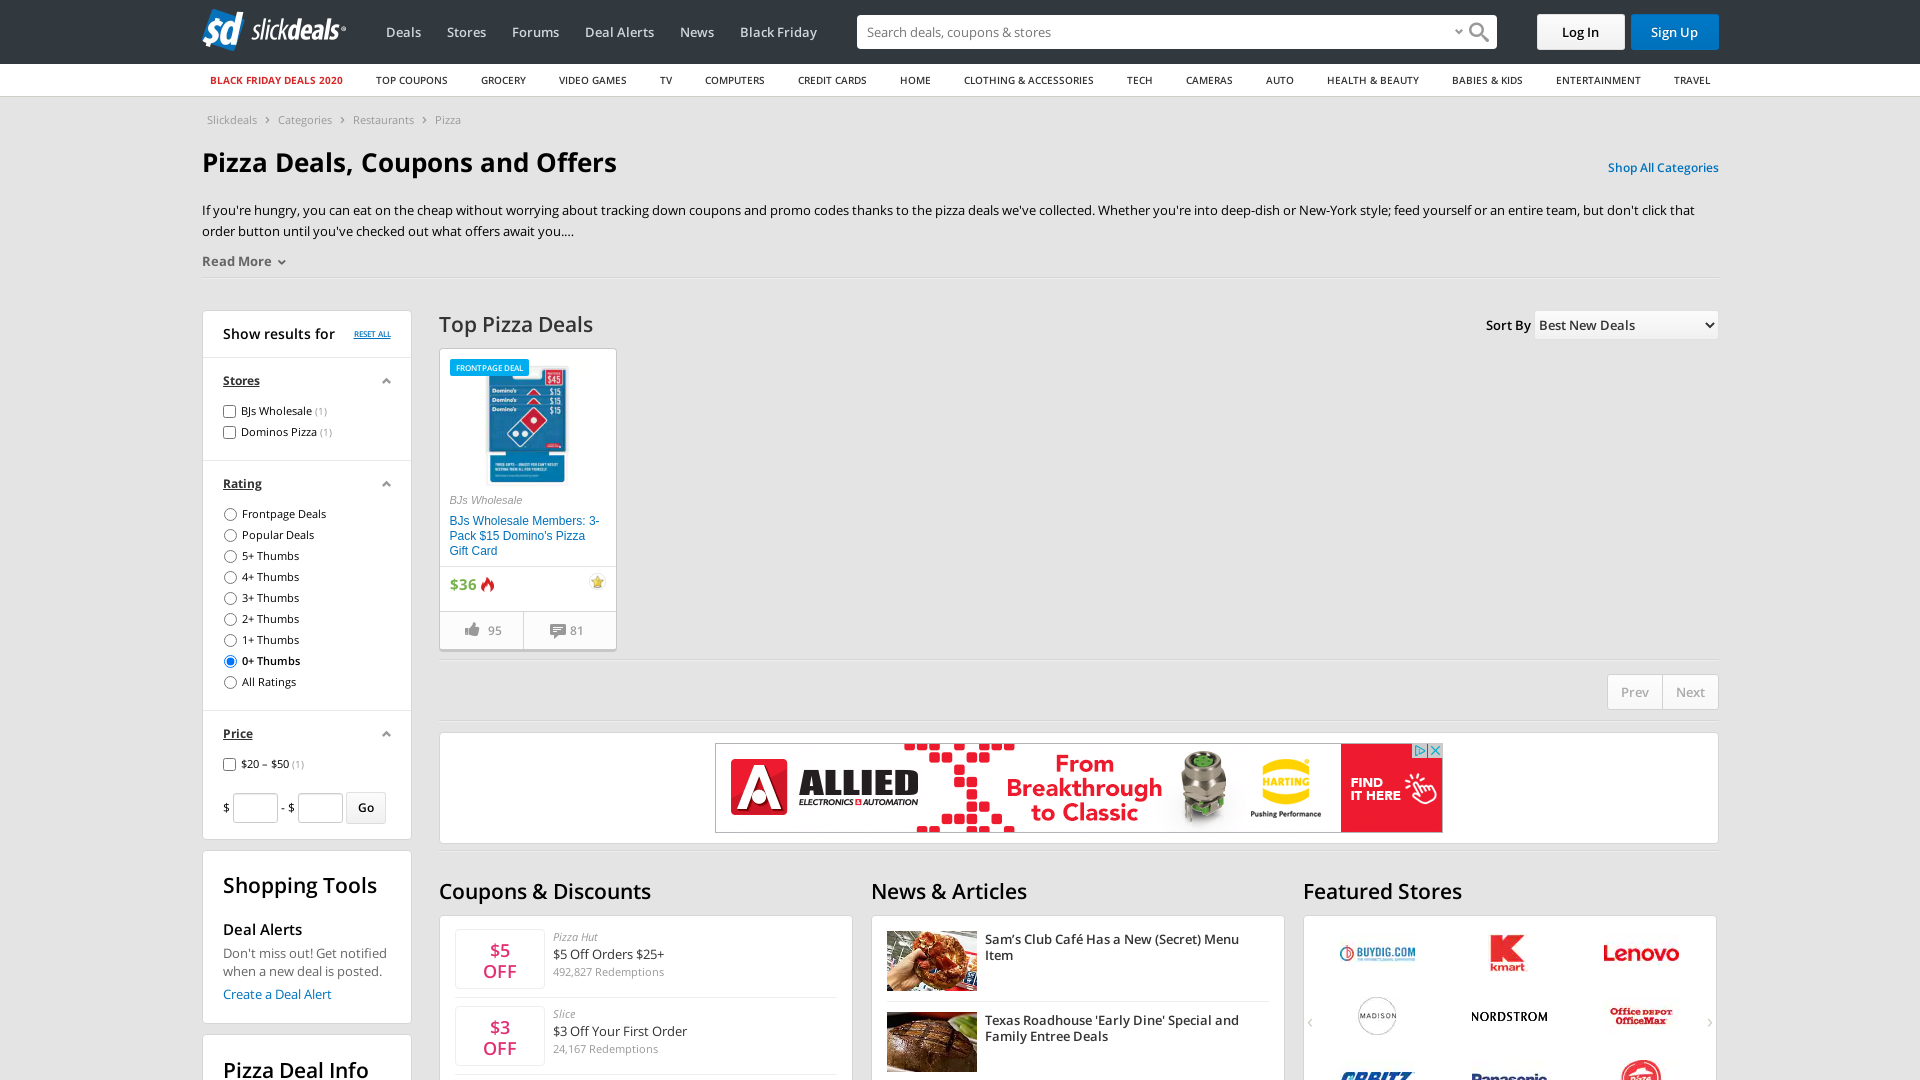 slickdeals
Deals
Stores
Forums
Deal Alerts
News
Black Friday
Search deals, coupons & stores
Log In
Sign Up
BLACK FRIDAY DEALS 2020
TOP COUPONS
GROCERY
VIDEO GAMES
TV
COMPUTERS
CREDIT CARDS
HOME
CLOTHING & ACCESSORIES
TECH
CAMERAS
AUTO
HEALTH & BEAUTY
BABIES & KIDS
ENTERTAINMENT
TRAVEL
Slickdeals › Categories › Restaurants › Pizza
Pizza Deals, Coupons and Offers
Shop All Categories
If you're hungry, you can eat on the cheap without worrying about tracking down coupons and promo codes thanks to the pizza deals we've collected. Whether you're into deep-dish or New-York style; feed yourself or an entire team, but don't click that
order button until you've checked out what offers await you....
Read More
Show results for
RESET ALL
Stores
BJs Wholesale (1)
Dominos Pizza (1)
Rating
Frontpage Deals
Popular Deals
5+ Thumbs
4+ Thumbs
3+ Thumbs
2+ Thumbs
1+ Thumbs
0+ Thumbs
All Ratings
Price
$20 – $50 (1)
$ - $ Go
Shopping Tools
Deal Alerts
Don't miss out! Get notified
when a new deal is posted.
Create a Deal Alert
Pizza Deal Info
Top Pizza Deals
Sort By Best New Deals
FRONTPAGE DEAL
$45
Domino's $15
Domino's $15
Domino's $15
BJs Wholesale
BJs Wholesale Members: 3-
Pack $15 Domino's Pizza
Gift Card
$36
95
81
Prev
Next
ALLIED
ELECTRONICS & AUTOMATION
From
Breakthrough
to Classic
HARTING
Pushing Performance
FIND
IT HERE
Coupons & Discounts
$5
OFF
Pizza Hut
$5 Off Orders $25+
492,827 Redemptions
$3
OFF
Slice
$3 Off Your First Order
24,167 Redemptions
News & Articles
Sam's Club Café Has a New (Secret) Menu
Item
Texas Roadhouse 'Early Dine' Special and
Family Entree Deals
Featured Stores
BUYDIG.COM
kmart
Lenovo
MADISON
NORDSTROM
Office DEPOT
OfficeMax
ORBITZ
Panasonic